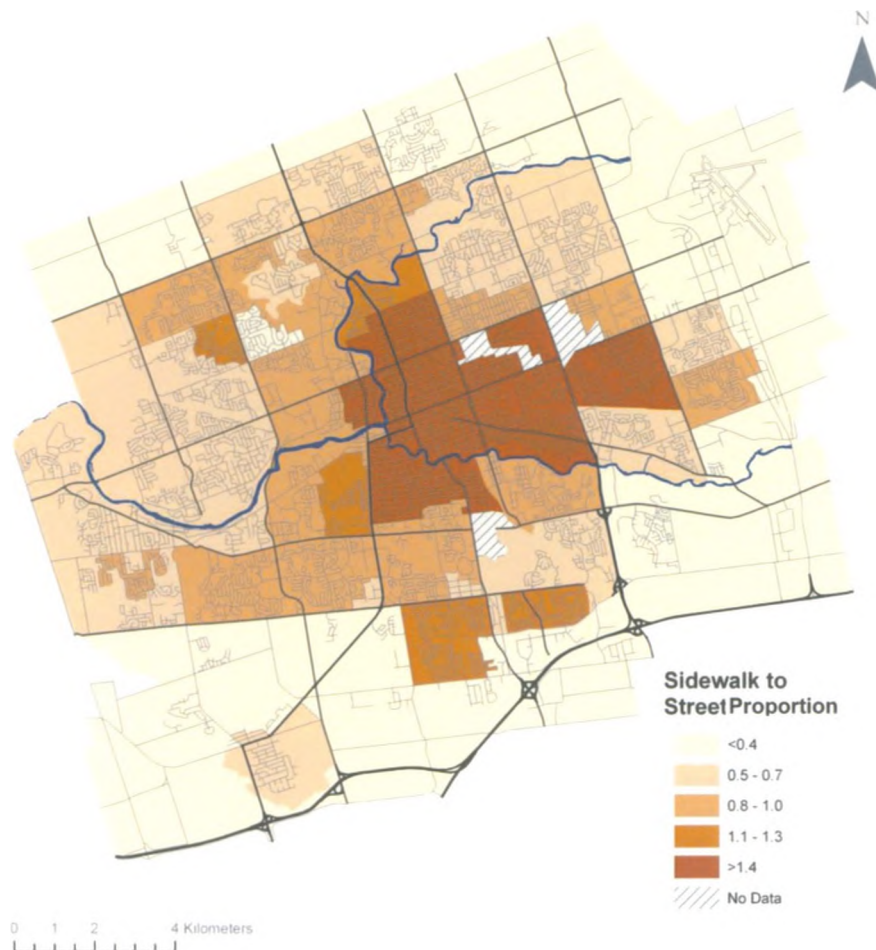 N
Sidewalk to
Street Proportion
<0.4
0.5 - 0.7
0.8 - 1.0
1.1 - 1.3
>1.4
No Data
0 1 2 4 Kilometers